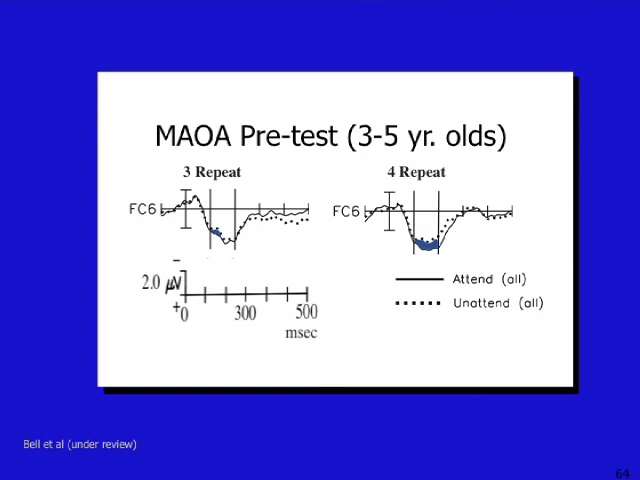 MAOA Pre-test (3-5 yr. olds)
3 Repeat
4 Repeat
FC6
FC6
−
2.0 μV
+
0
300
500
msec
Attend (all)
Unattend (all)
Bell et al (under review)
64